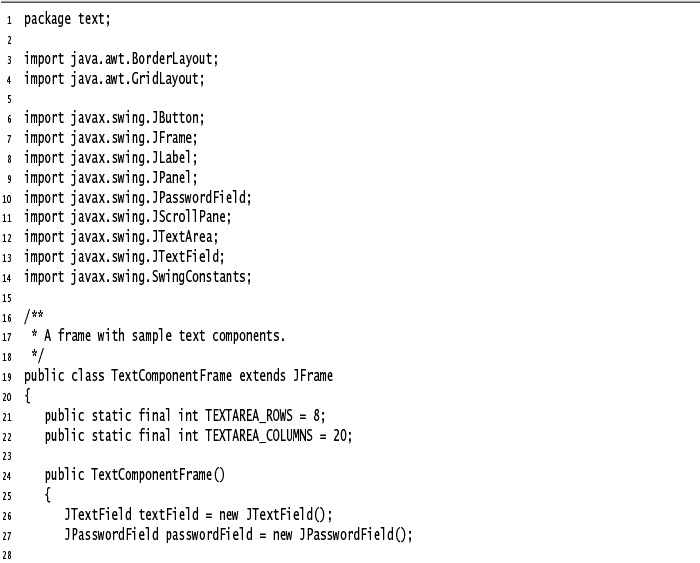 1 package text;
2
3 import java.awt.BorderLayout;
4 import java.awt.GridLayout;
5
6 import javax.swing.JButton;
7 import javax.swing.JFrame;
8 import javax.swing.JLabel;
9 import javax.swing.JPanel;
10 import javax.swing.JPasswordField;
11 import javax.swing.JScrollPane;
12 import javax.swing.JTextArea;
13 import javax.swing.JTextField;
14 import javax.swing.SwingConstants;
15
16 /**
17  * A frame with sample text components.
18  */
19 public class TextComponentFrame extends JFrame
20 {
21    public static final int TEXTAREA_ROWS = 8;
22    public static final int TEXTAREA_COLUMNS = 20;
23
24    public TextComponentFrame()
25    {
26       JTextField textField = new JTextField();
27       JPasswordField passwordField = new JPasswordField();
28